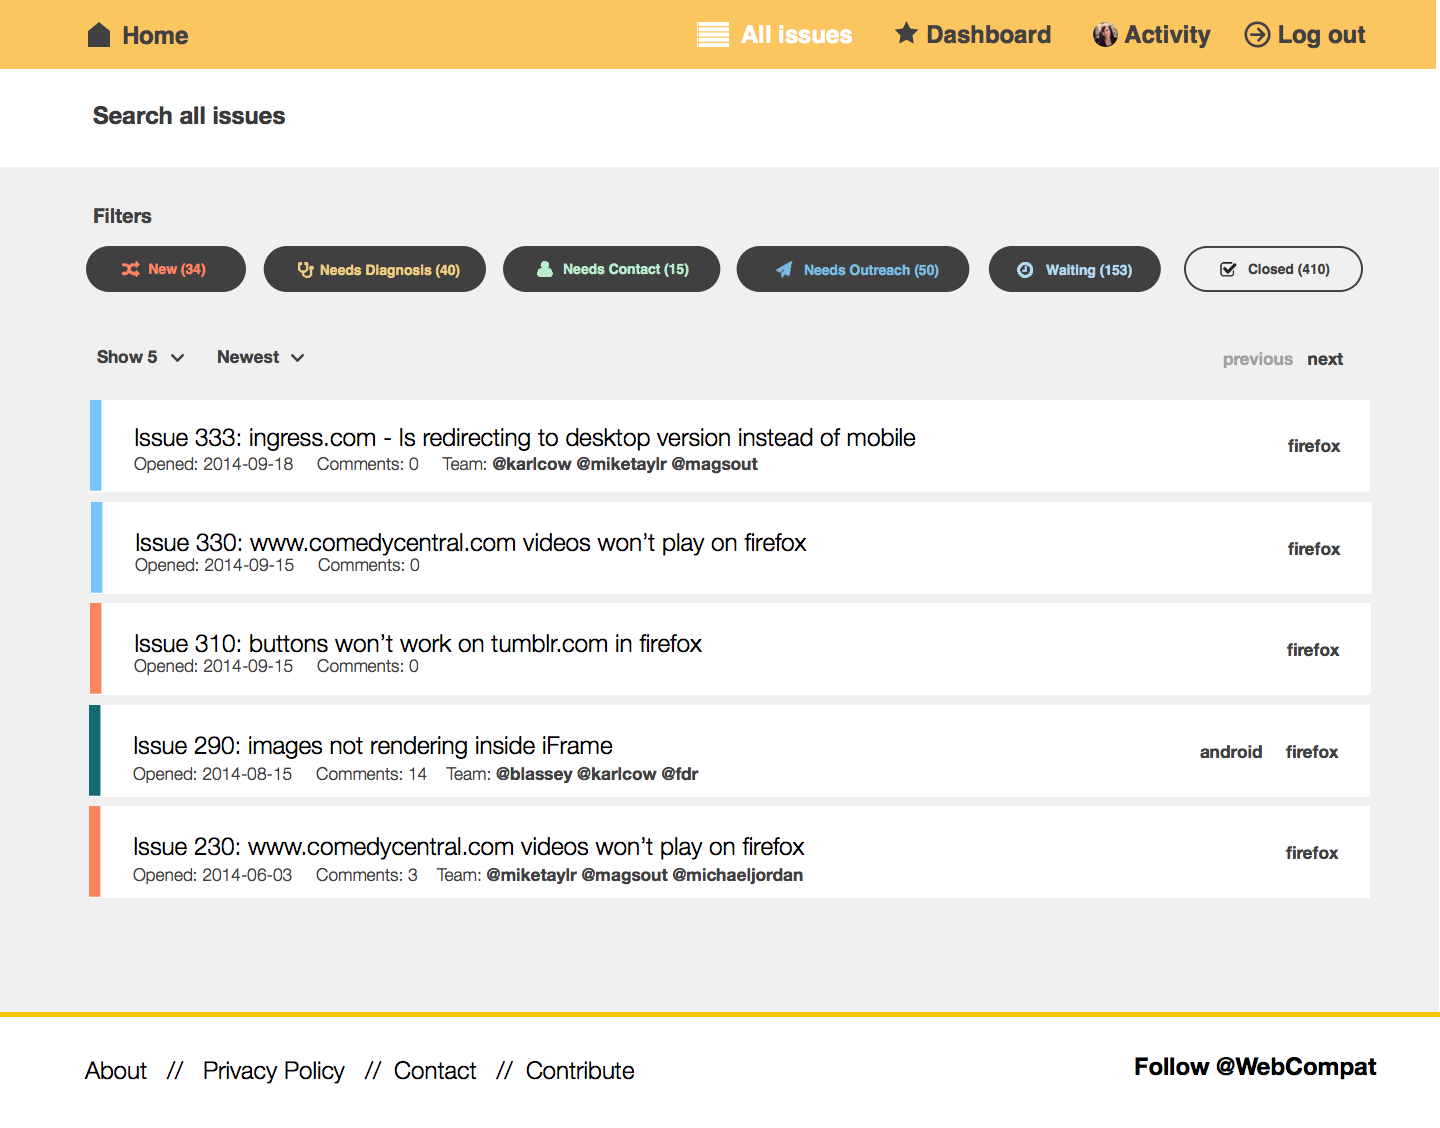 Home All issues Dashboard Activity Log out
Search all issues
Filters
New (34) Needs Diagnosis (40) Needs Contact (15) Needs Outreach (50) Waiting (153) Closed (410)
Show 5 Newest previous next
Issue 333: ingress.com - Is redirecting to desktop version instead of mobile
firefox
Opened: 2014-09-18 Comments: 0 Team: @karlcow @miketaylr @magsout
Issue 330: www.comedycentral.com videos won’t play on firefox
firefox
Opened: 2014-09-15 Comments: 0
Issue 310: buttons won’t work on tumblr.com in firefox
firefox
Opened: 2014-09-15 Comments: 0
Issue 290: images not rendering inside iFrame
android firefox
Opened: 2014-08-15 Comments: 14 Team: @blassey @karlcow @fdr
Issue 230: www.comedycentral.com videos won’t play on firefox
firefox
Opened: 2014-06-03 Comments: 3 Team: @miketaylr @magsout @michaeljordan
About // Privacy Policy // Contact // Contribute Follow @WebCompat